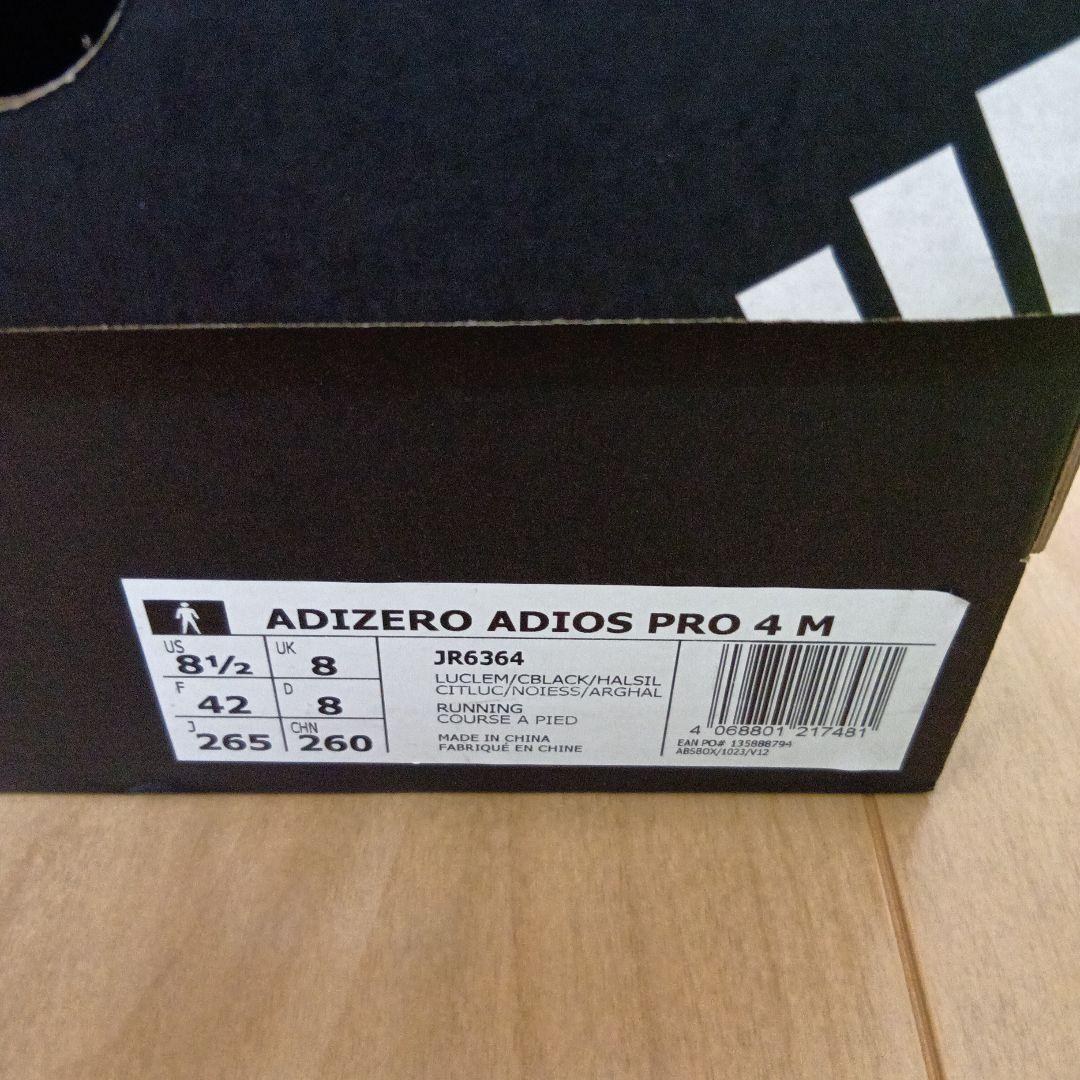 ADIZERO ADIOS PRO 4 M
US 8½ UK 8
F 42 D 8
J 265 CHN 260
JR6364
LUCLEM/CBLACK/HALSIL
CITLUC/NOIESS/ARGHAL
RUNNING
COURSE A PIED
MADE IN CHINA
FABRIQUÉ EN CHINE
4 068801 217481
EAN PO# 135888794
ABSBOX/1023/V12